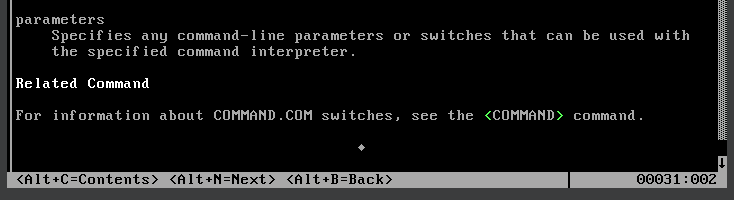 parameters
Specifies any command-line parameters or switches that can be used with
the specified command interpreter.
Related Command
For information about COMMAND.COM switches, see the <COMMAND> command.
<Alt+C=Contents> <Alt+N=Next> <Alt+B=Back> 00031:002